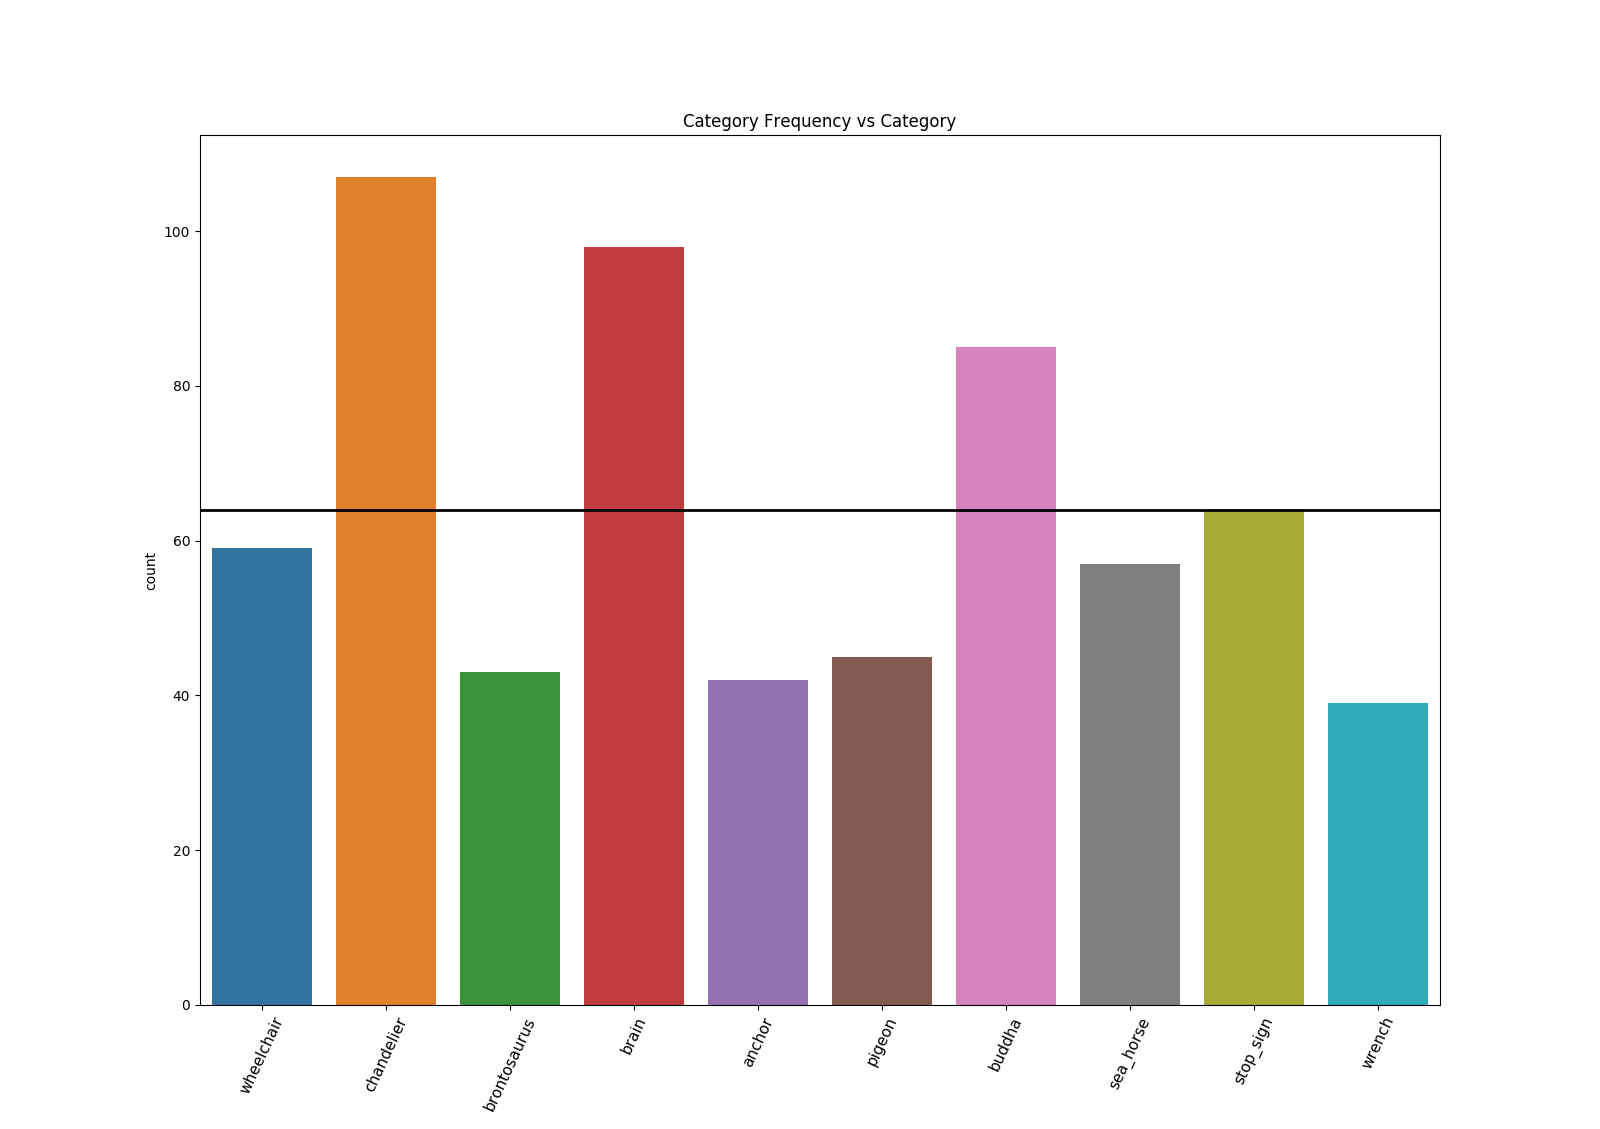 Category Frequency vs Category
100
80
60
40
20
0
count
wheelchair
chandelier
brontosaurus
brain
anchor
pigeon
buddha
sea_horse
stop_sign
wrench